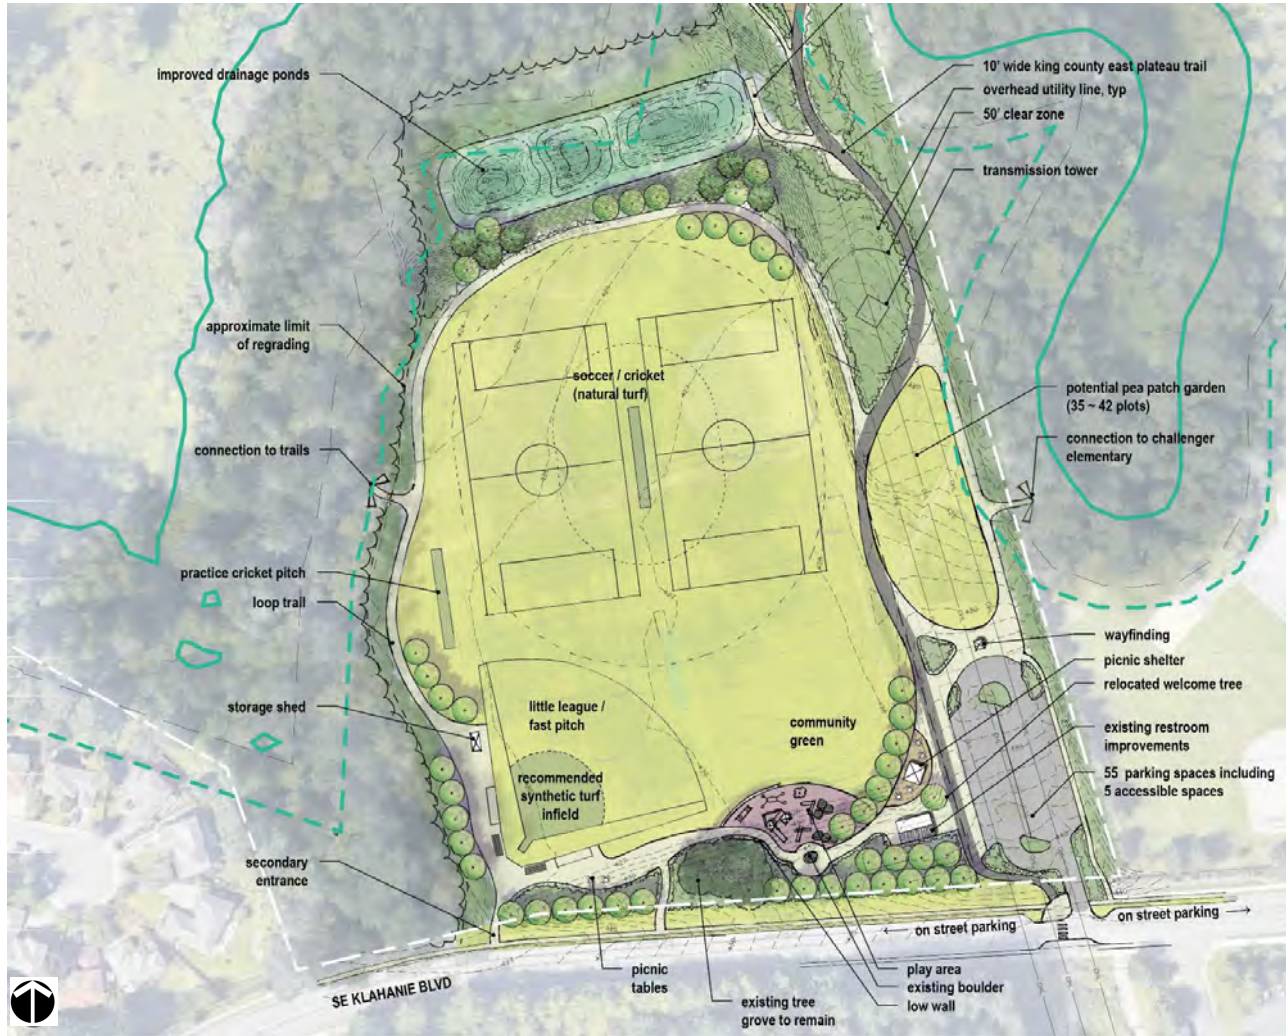 improved drainage ponds
10' wide king county east plateau trail
overhead utility line, typ
50' clear zone
transmission tower
approximate limit
of regrading
soccer / cricket
(natural turf)
potential pea patch garden
(35 ~ 42 plots)
connection to challenger
elementary
connection to trails
practice cricket pitch
loop trail
wayfinding
picnic shelter
relocated welcome tree
storage shed
little league /
fast pitch
community
green
existing restroom
improvements
recommended
synthetic turf
infield
55 parking spaces including
5 accessible spaces
secondary
entrance
on street parking
on street parking
picnic
tables
play area
existing boulder
low wall
existing tree
grove to remain
SE KLAHANIE BLVD